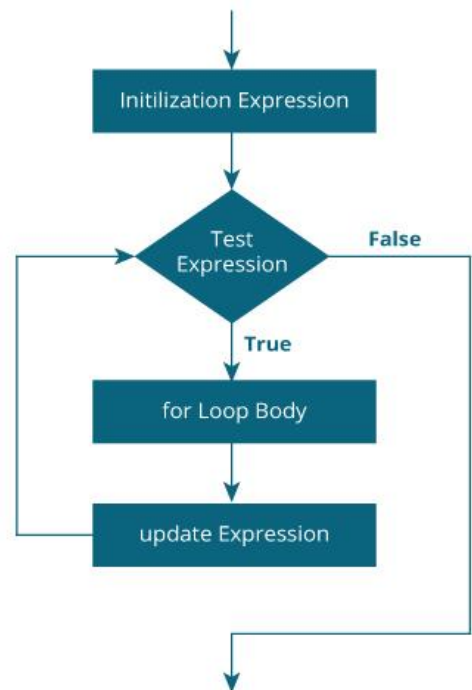 Initilization Expression
Test
Expression
False
True
for Loop Body
update Expression